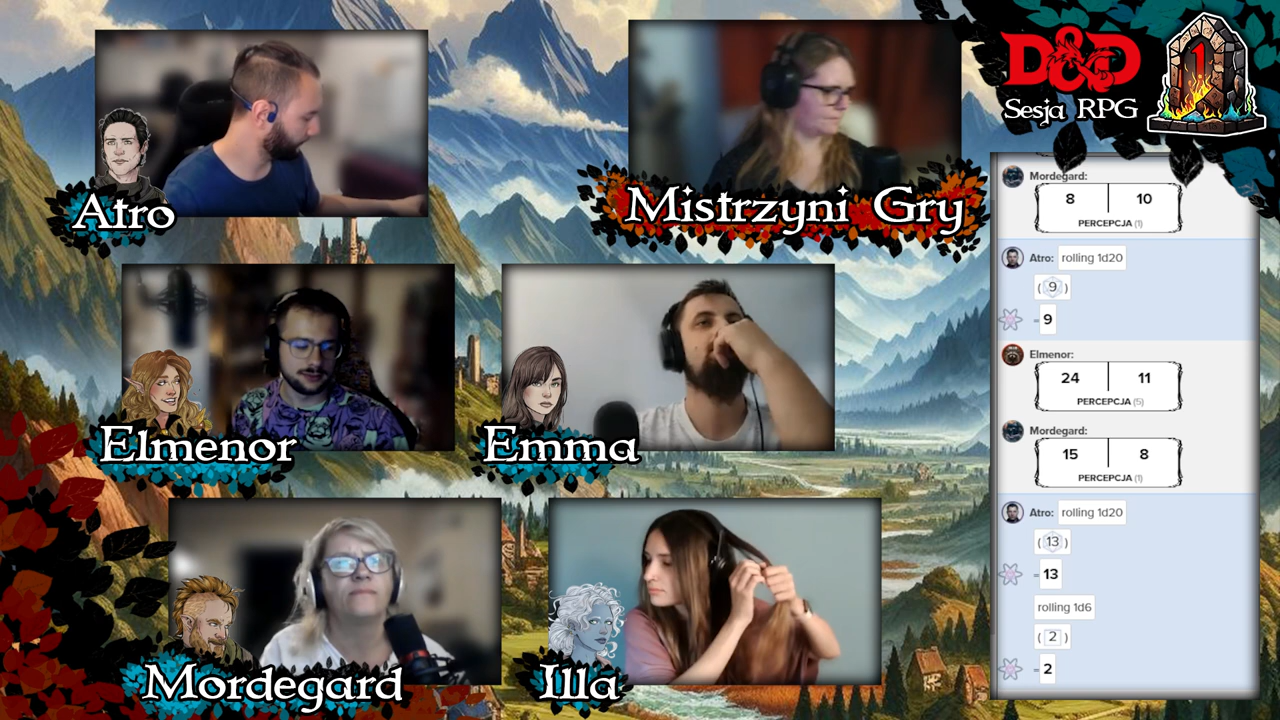 Atro
Mistrzyni Gry
Elmenor
Emma
Mordegard
Illa
D&D
Sesja RPG
1
Mordegard:
8 10
PERCEPCJA (1)
Atro: rolling 1d20
(9)
= 9
Elmenor:
24 11
PERCEPCJA (5)
Mordegard:
15 8
PERCEPCJA (1)
Atro: rolling 1d20
(13)
= 13
rolling 1d6
(2)
= 2